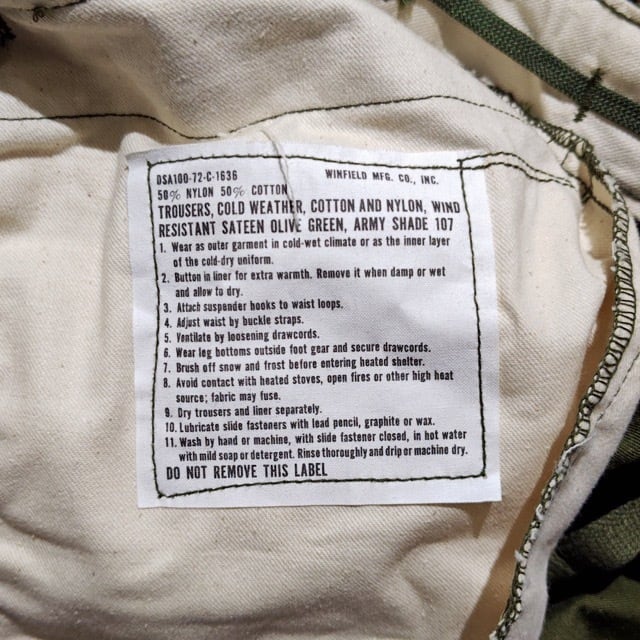 DSA100-72-C-1636 WINFIELD MFG. CO., INC.
50% NYLON 50% COTTON
TROUSERS, COLD WEATHER, COTTON AND NYLON, WIND
RESISTANT SATEEN OLIVE GREEN, ARMY SHADE 107
1. Wear as outer garment in cold-wet climate or as the inner layer
of the cold-dry uniform.
2. Button in liner for extra warmth. Remove it when damp or wet
and allow to dry.
3. Attach suspender hooks to waist loops.
4. Adjust waist by buckle straps.
5. Ventilate by loosening drawcords.
6. Wear leg bottoms outside foot gear and secure drawcords.
7. Brush off snow and frost before entering heated shelter.
8. Avoid contact with heated stoves, open fires or other high heat
source; fabric may fuse.
9. Dry trousers and liner separately.
10. Lubricate slide fasteners with lead pencil, graphite or wax.
11. Wash by hand or machine, with slide fastener closed, in hot water
with mild soap or detergent. Rinse thoroughly and drip or machine dry.
DO NOT REMOVE THIS LABEL